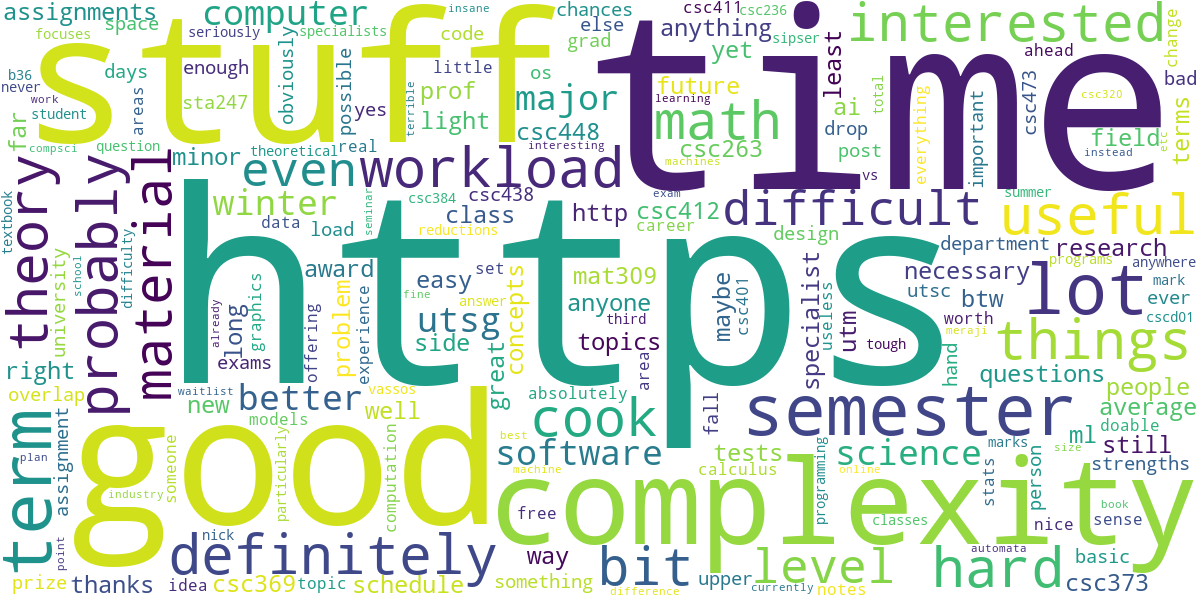 assignments
computer
insane
chances
csc411
csc236
interested
space
focuses
stuff
seriously
specialists
code
else
grad
anything
sipser
least
time
ahead
change
b36
never
days
enough
obviously
possible
little
os
yet
future
bad
work
student
areas
sta247
yes
prof
light
terrible
major
learning
math
ai
drop
total
everything
important
csc473
csc320
terms
far
compsci
question
minor
theoretical
real
csc448
interesting
csc263
machines
post
vs
field
etc
instead
theory
probably
material
even
workload
exam
summer
textbook
winter
seminar
csc384
csc438
http
csc412
difficult
useful
university
school
difficulty
data
load
class
reductions
career
design
department
research
https
award
easy
set
concepts
mat309
maybe
csc401
specialist
useless
utm
necessary
utsc
programs
anywhere
lot
mark
graphics
already
long
offering
problem
experience
fine
answer
anyone
btw
ever
cscd01
utsg
third
worth
meraji
things
right
exams
side
great
topics
area
tough
hand
questions
overlap
waitlist
new
better
vassos
well
absolutely
fall
people
average
term
assignment
good
someone
models
particularly
computation
best
cook
semester
doable
plan
software
tests
calculus
programming
science
marks
ml
still
stats
person
size
strengths
industry
machine
complexity
online
classes
book
point
nick
free
nice
sense
definitely
way
automata
basic
prize
thanks
idea
csc369
topic
schedule
something
bit
difference
upper
currently
level
notes
hard
csc373